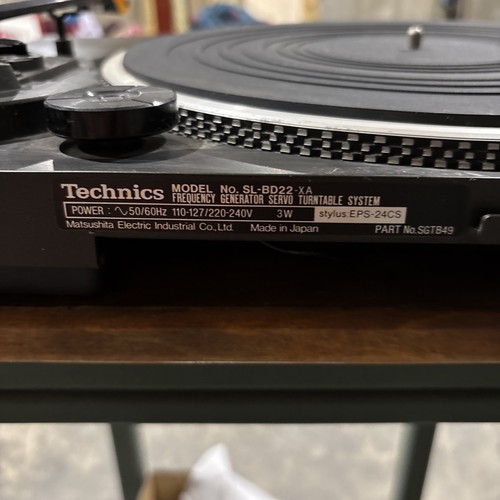 Technics MODEL No. SL-BD22-XA
FREQUENCY GENERATOR SERVO TURNTABLE SYSTEM
POWER : ∿50/60Hz 110-127/220-240V 3W stylus:EPS-24CS
Matsushita Electric Industrial Co.,Ltd. Made in Japan PART No.SGTB49